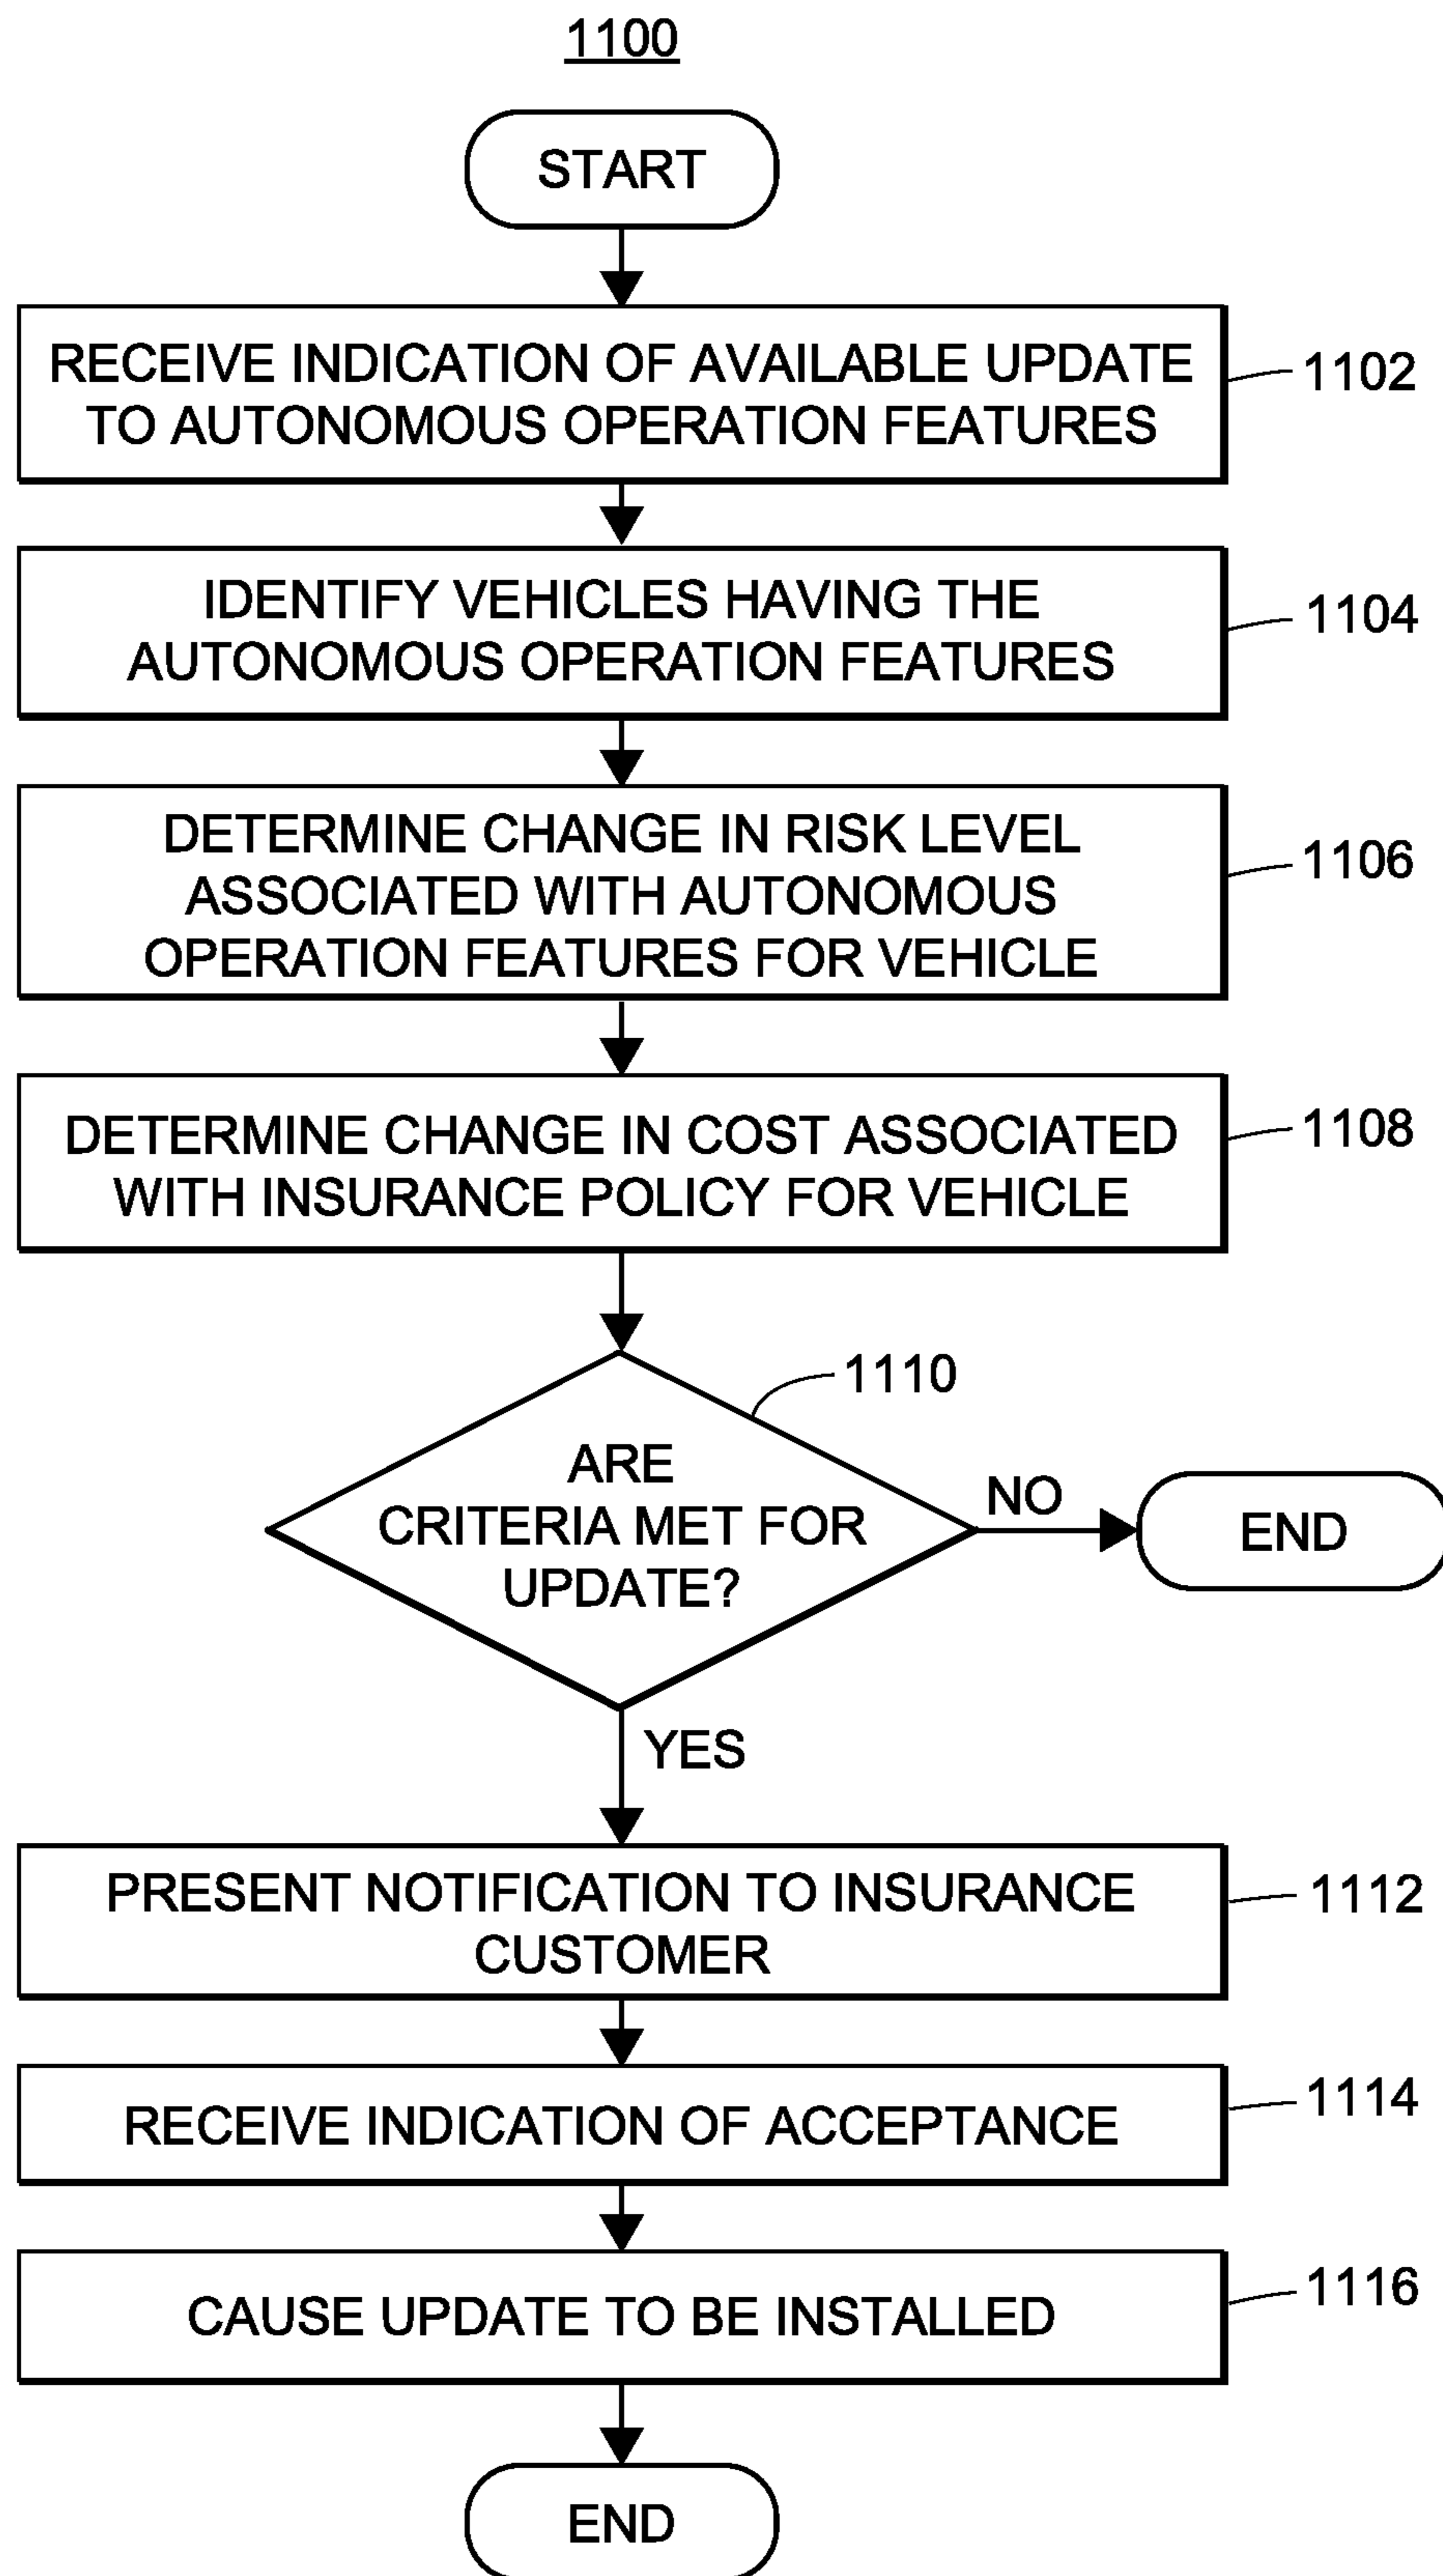 1100
START
RECEIVE INDICATION OF AVAILABLE UPDATE
TO AUTONOMOUS OPERATION FEATURES
1102
IDENTIFY VEHICLES HAVING THE
AUTONOMOUS OPERATION FEATURES
1104
DETERMINE CHANGE IN RISK LEVEL
ASSOCIATED WITH AUTONOMOUS
OPERATION FEATURES FOR VEHICLE
1106
DETERMINE CHANGE IN COST ASSOCIATED
WITH INSURANCE POLICY FOR VEHICLE
1108
1110
ARE
CRITERIA MET FOR
UPDATE?
NO
END
YES
PRESENT NOTIFICATION TO INSURANCE
CUSTOMER
1112
RECEIVE INDICATION OF ACCEPTANCE
1114
CAUSE UPDATE TO BE INSTALLED
1116
END